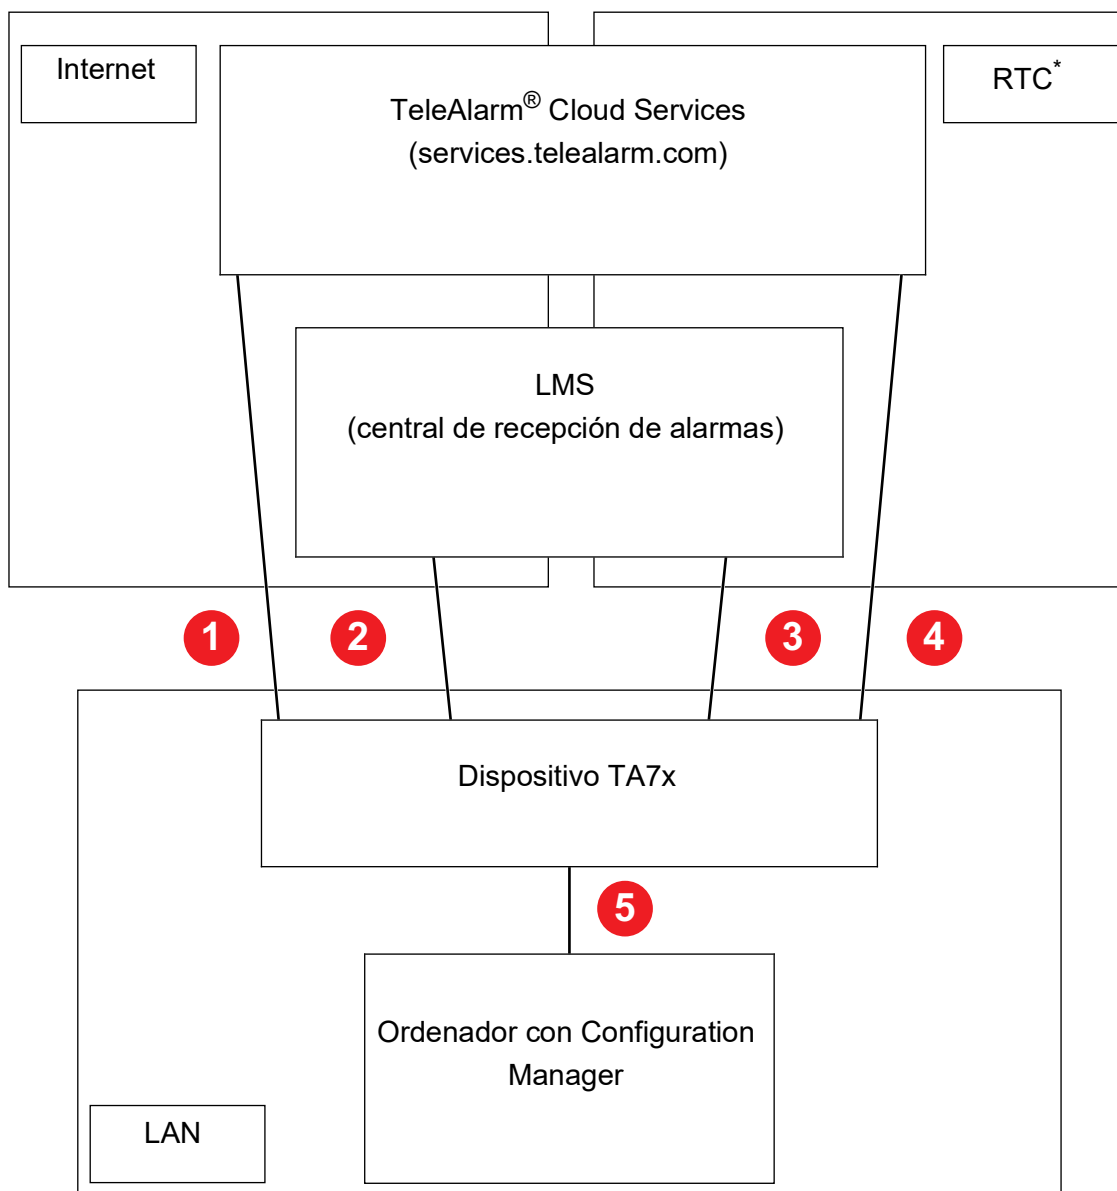 Internet
TeleAlarm® Cloud Services
(services.telealarm.com)
RTC*
LMS
(central de recepción de alarmas)
1
2
3
4
Dispositivo TA7x
5
Ordenador con Configuration
Manager
LAN